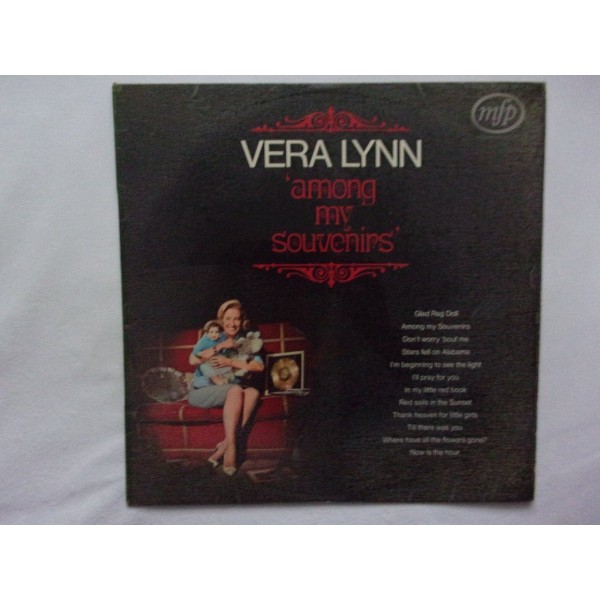 mfp
VERA LYNN
'among
my
souvenirs'
Glad Rag Doll
Among my Souvenirs
Don't worry 'bout me
Stars fell on Alabama
I'm beginning to see the light
I'll pray for you
In my little red book
Red sails in the Sunset
Thank heaven for little girls
Till there was you
Where have all the flowers gone?
Now is the hour